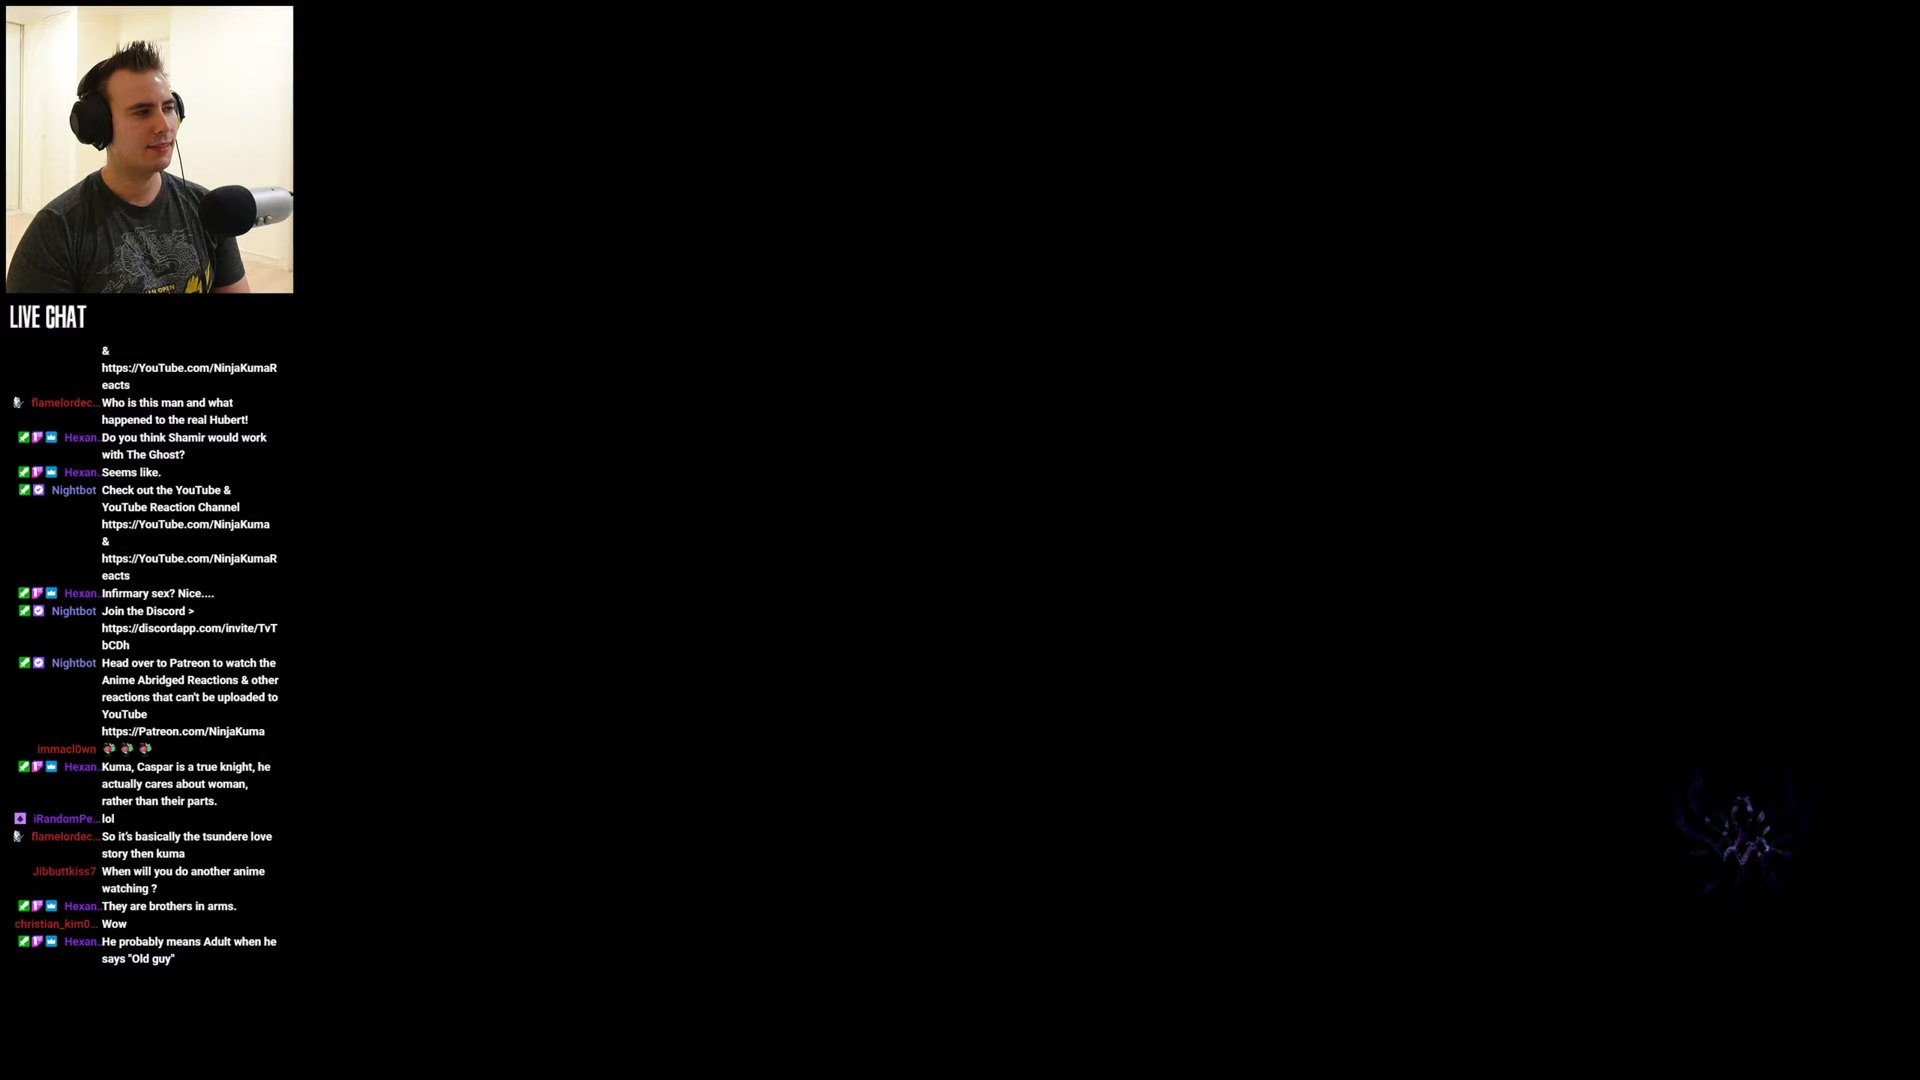 LIVE CHAT
&
https://YouTube.com/NinjaKumaR
eacts
flamelordec... Who is this man and what
happened to the real Hubert!
Hexan.. Do you think Shamir would work
with The Ghost?
Hexan.. Seems like.
Nightbot Check out the YouTube &
YouTube Reaction Channel
https://YouTube.com/NinjaKuma
&
https://YouTube.com/NinjaKumaR
eacts
Hexan.. Infirmary sex? Nice....
Nightbot Join the Discord >
https://discordapp.com/invite/TvT
bCDh
Nightbot Head over to Patreon to watch the
Anime Abridged Reactions & other
reactions that can't be uploaded to
YouTube
https://Patreon.com/NinjaKuma
immacl0wn
Hexan.. Kuma, Caspar is a true knight, he
actually cares about woman,
rather than their parts.
iRandomPe... lol
flamelordec... So it's basically the tsundere love
story then kuma
Jibbuttkiss7 When will you do another anime
watching ?
Hexan.. They are brothers in arms.
christian_kim0... Wow
Hexan.. He probably means Adult when he
says "Old guy"